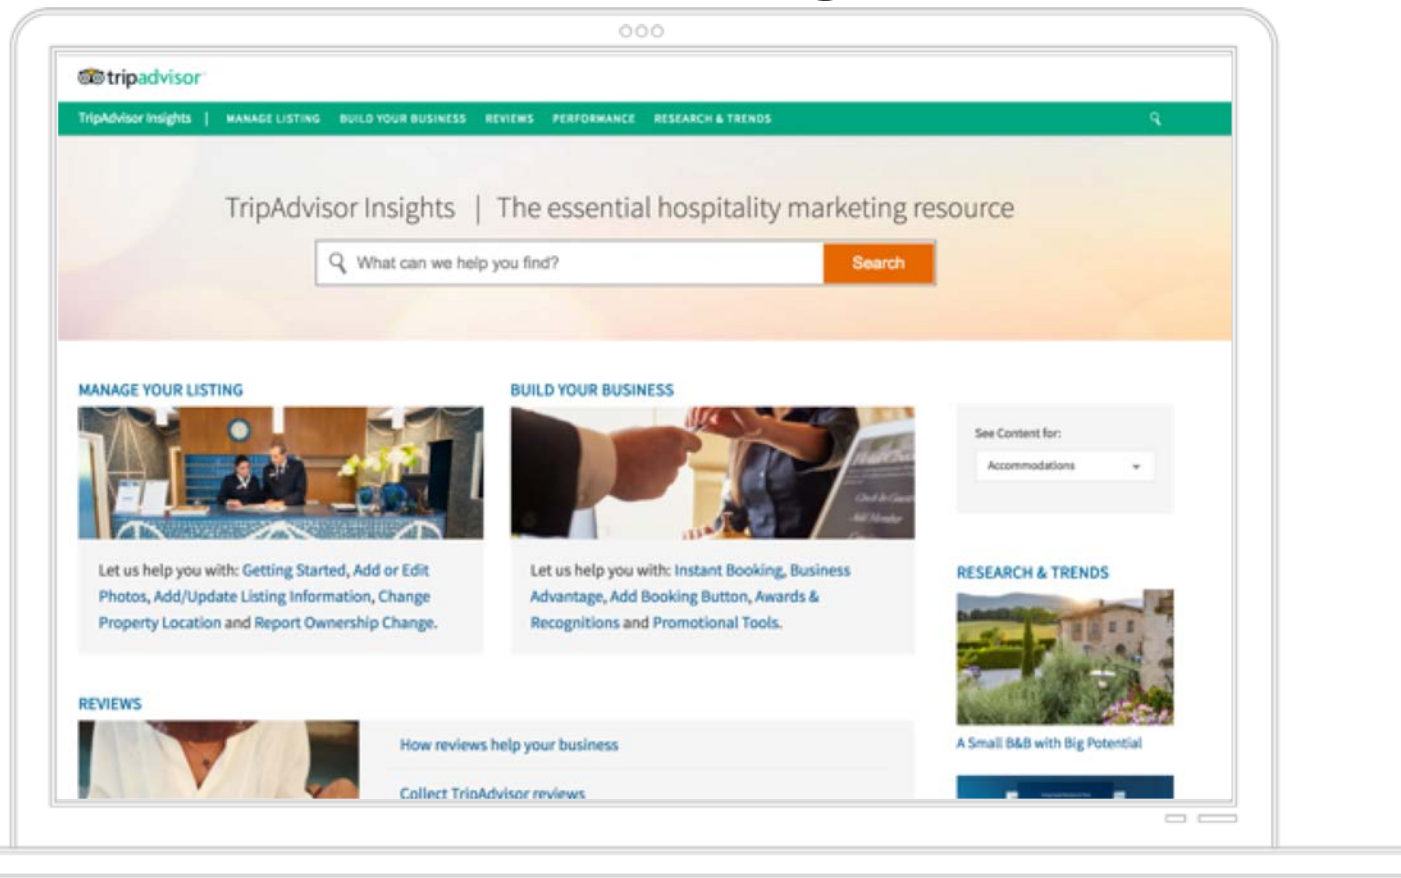 tripadvisor
TripAdvisor Insights | MANAGE LISTING BUILD YOUR BUSINESS REVIEWS PERFORMANCE RESEARCH & TRENDS
TripAdvisor Insights | The essential hospitality marketing resource
What can we help you find? Search
MANAGE YOUR LISTING
Let us help you with: Getting Started, Add or Edit
Photos, Add/Update Listing Information, Change
Property Location and Report Ownership Change.
BUILD YOUR BUSINESS
Let us help you with: Instant Booking, Business
Advantage, Add Booking Button, Awards &
Recognitions and Promotional Tools.
See Content for:
Accommodations
RESEARCH & TRENDS
A Small B&B with Big Potential
REVIEWS
How reviews help your business
Collect TripAdvisor reviews